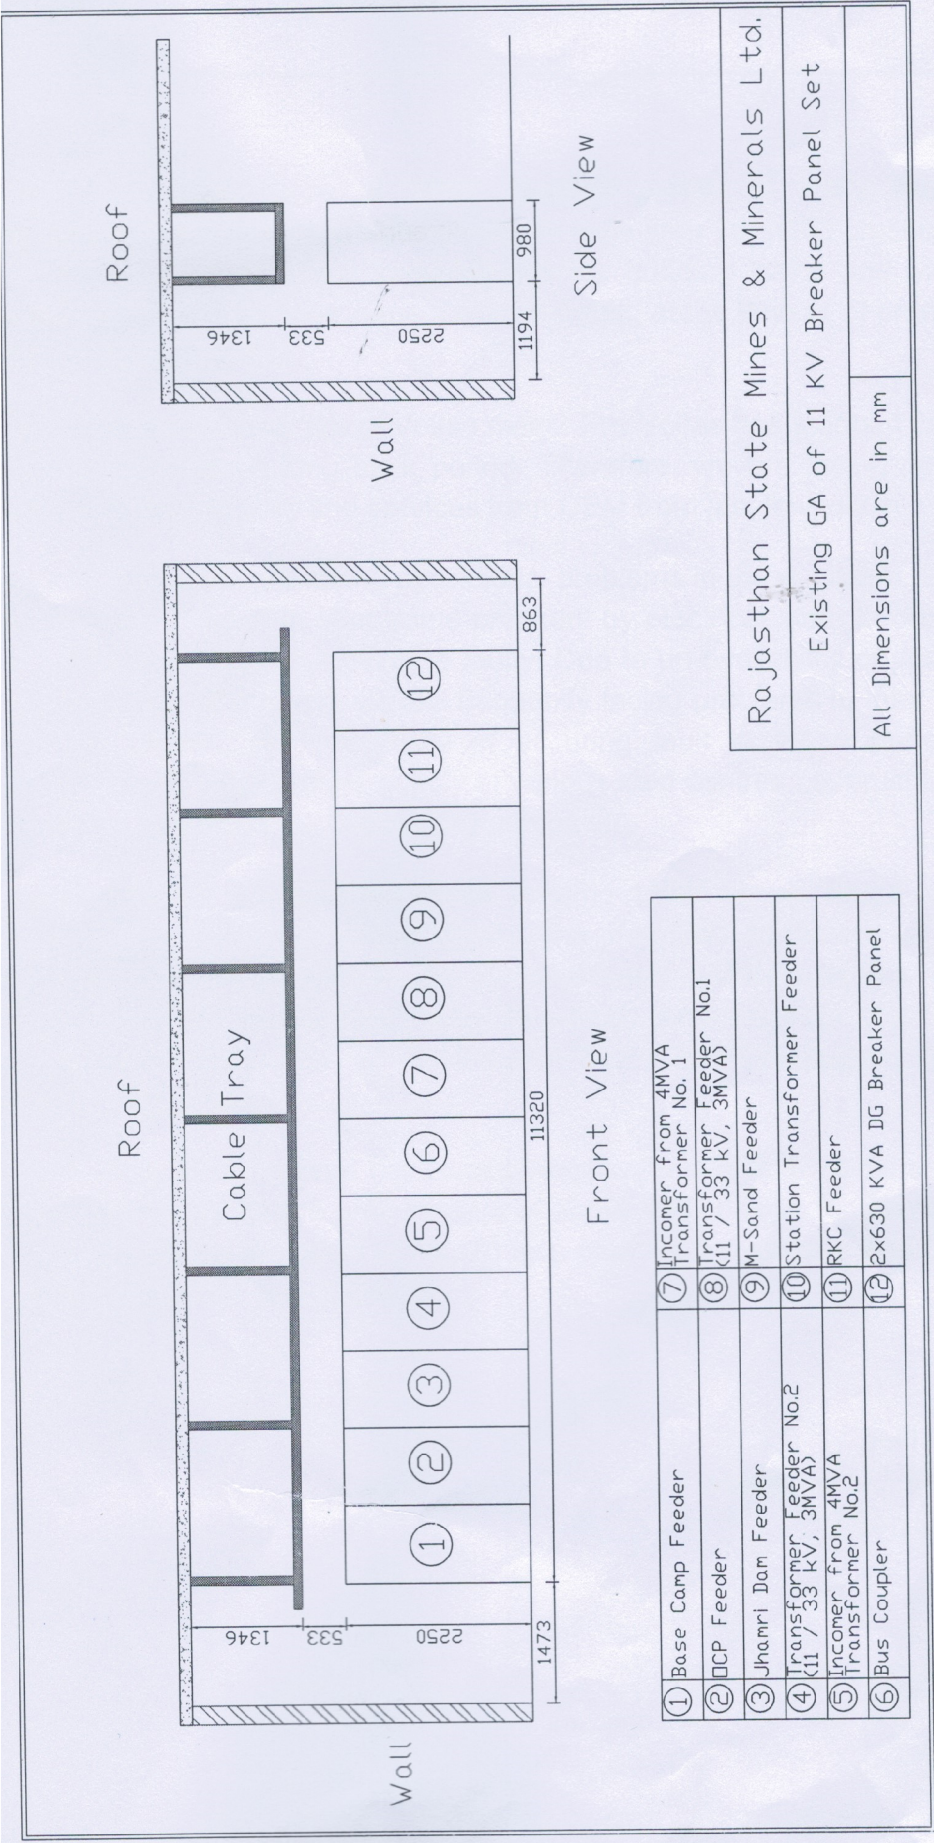 Roof
Cable Tray
1346
533
2250
1
2
3
4
5
6
7
8
9
10
11
12
1473
11320
863
Wall
Front View
Roof
1346
533
2250
1194
980
Wall
Side View
1 Base Camp Feeder
2 OCP Feeder
3 Jhamri Dam Feeder
4 Transformer Feeder No.2
(11 / 33 kV, 3MVA)
5 Incomer from 4MVA
Transformer No.2
6 Bus Coupler
7 Incomer from 4MVA
Transformer No. 1
8 Transformer Feeder No.1
(11 / 33 kV, 3MVA)
9 M-Sand Feeder
10 Station Transformer Feeder
11 RKC Feeder
12 2x630 KVA DG Breaker Panel
Rajasthan State Mines & Minerals Ltd.
Existing GA of 11 KV Breaker Panel Set
All Dimensions are in mm